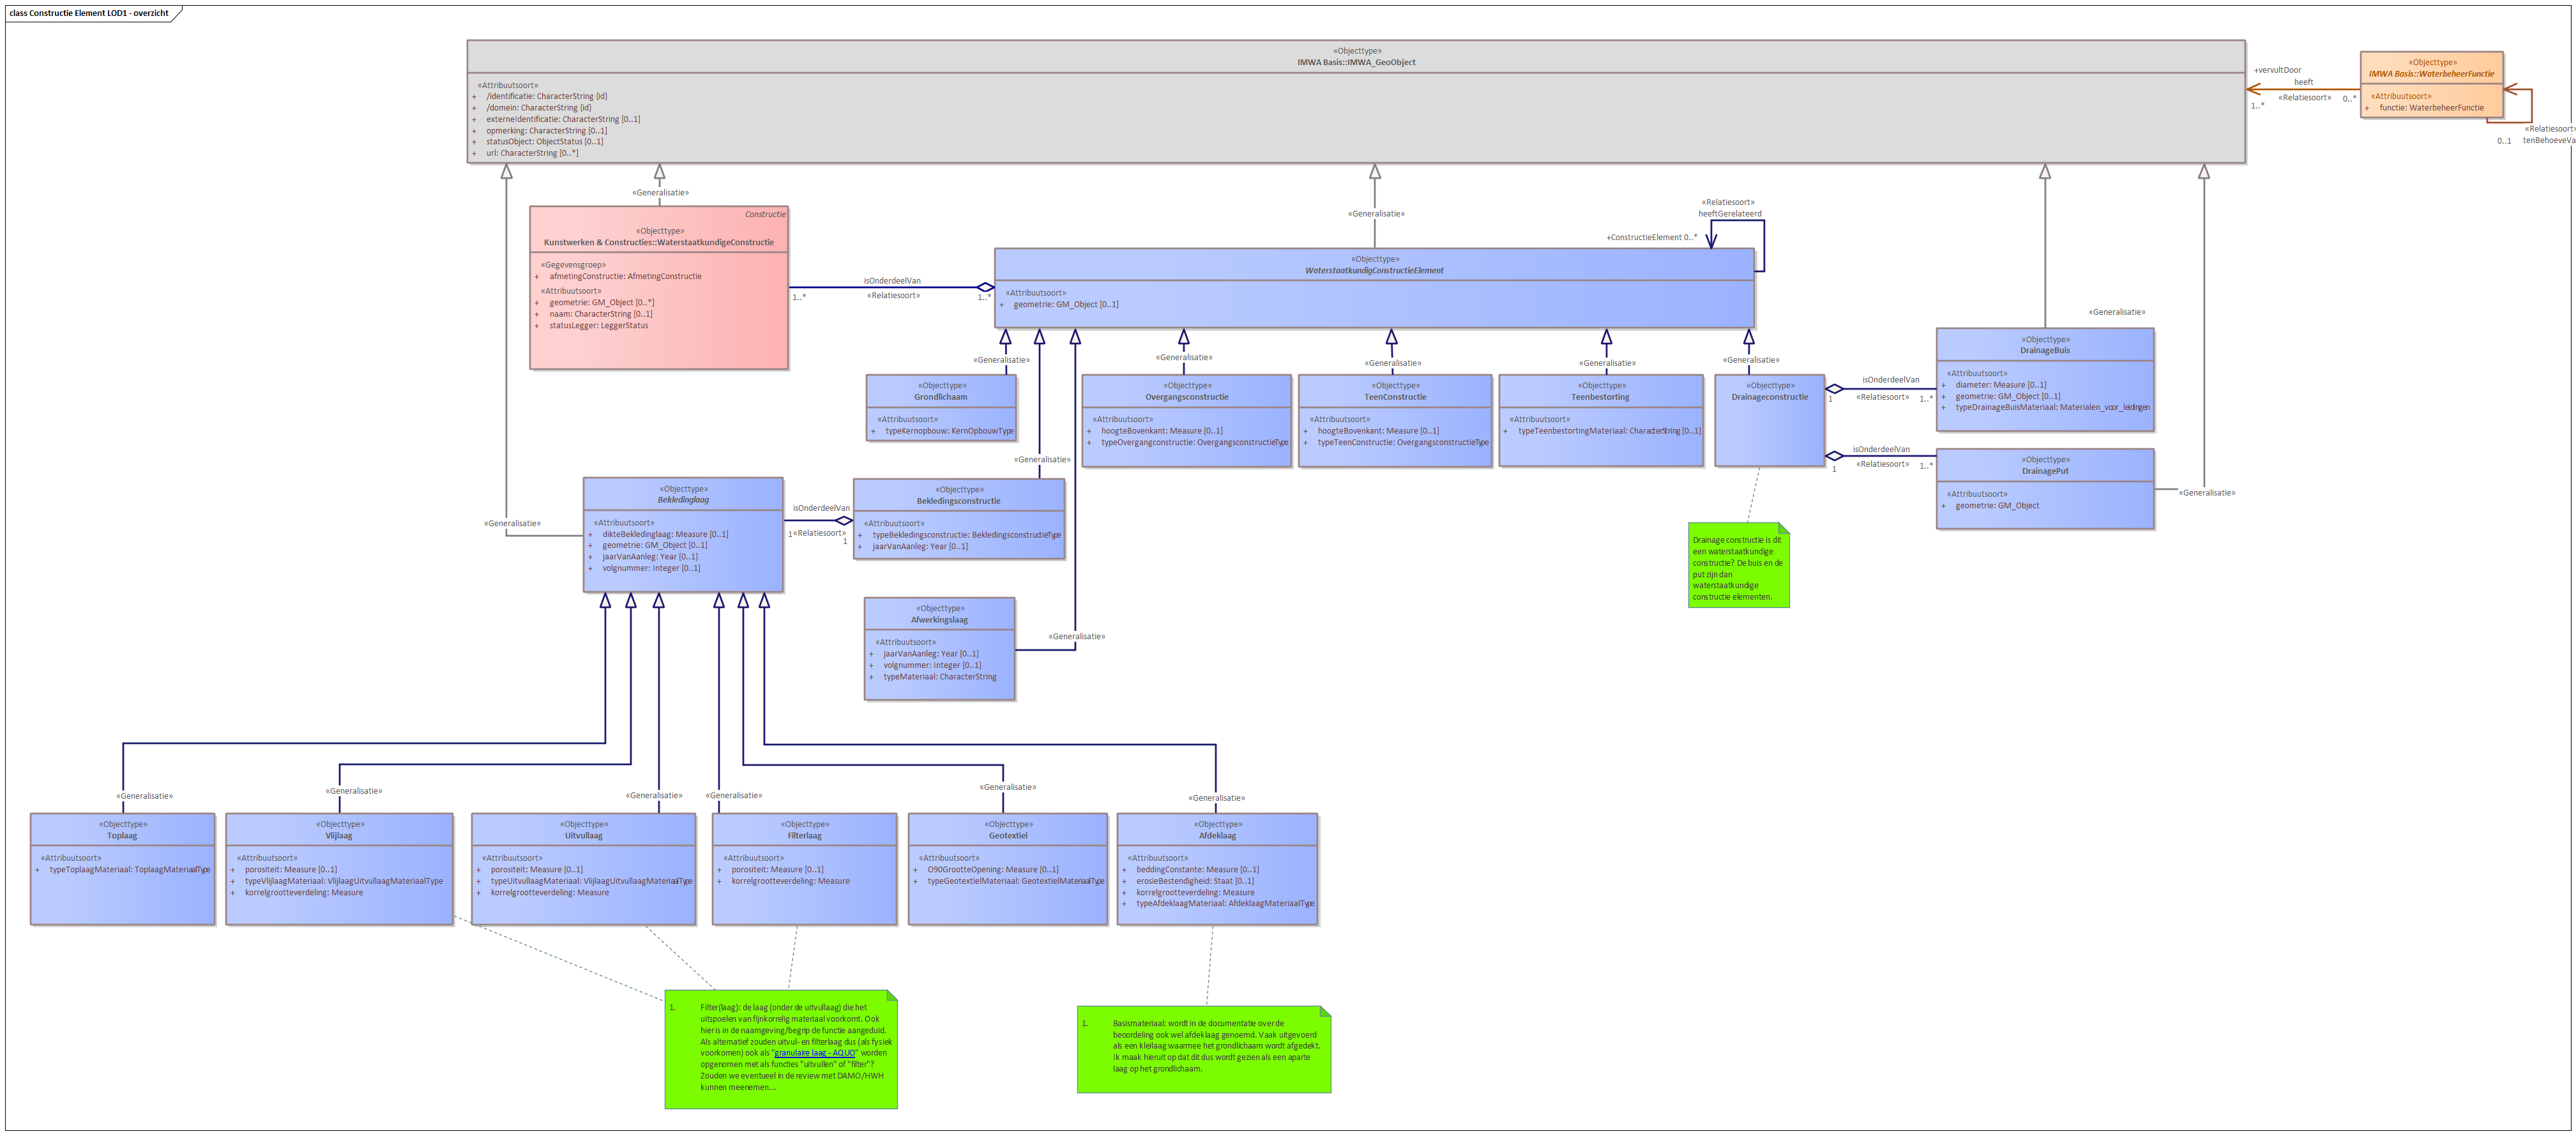 class Constructie Element LOD1 - overzicht
«Objecttype»
IMWA Basis::IMWA_GeoObject
«Attribuutsoort»
+ /identificatie: CharacterString {id}
+ /domein: CharacterString {id}
+ externeIdentificatie: CharacterString [0..1]
+ opmerking: CharacterString [0..1]
+ statusObject: ObjectStatus [0..1]
+ url: CharacterString [0..*]
+vervultDoor
heeft
1..*
«Relatiesoort»
0..*
«Objecttype»
IMWA Basis::WaterbeheerFunctie
«Attribuutsoort»
+ functie: WaterbeheerFunctie
«Relatiesoort»
0..1
tenBehoeveVa
«Generalisatie»
Constructie
«Objecttype»
Kunstwerken & Constructies::WaterstaatkundigeConstructie
«Gegevensgroep»
+ afmetingConstructie: AfmetingConstructie
«Attribuutsoort»
+ geometrie: GM_Object [0..*]
+ naam: CharacterString [0..1]
+ statusLegger: LeggerStatus
isOnderdeelVan
1..*
«Relatiesoort»
1..*
«Generalisatie»
«Relatiesoort»
heeftGerelateerd
+ConstructieElement 0..*
«Objecttype»
WaterstaatkundigConstructieElement
«Attribuutsoort»
+ geometrie: GM_Object [0..1]
«Generalisatie»
«Generalisatie»
«Generalisatie»
«Generalisatie»
«Generalisatie»
«Generalisatie»
«Objecttype»
Grondlichaam
«Attribuutsoort»
+ typeKernopbouw: KernOpbouwType
«Objecttype»
Overgangsconstructie
«Attribuutsoort»
+ hoogteBovenkant: Measure [0..1]
+ typeOvergangconstructie: OvergangsconstructieType
«Objecttype»
TeenConstructie
«Attribuutsoort»
+ hoogteBovenkant: Measure [0..1]
+ typeTeenConstructie: OvergangsconstructieType
«Objecttype»
Teenbestorting
«Attribuutsoort»
+ typeTeenbestortingMateriaal: CharacterString [0..1]
«Objecttype»
Drainageconstructie
isOnderdeelVan
1
«Relatiesoort»
1..*
«Objecttype»
DrainageBuis
«Attribuutsoort»
+ diameter: Measure [0..1]
+ geometrie: GM_Object [0..1]
+ typeDrainageBuisMateriaal: Materialen_voor_leidingen
isOnderdeelVan
1
«Relatiesoort»
1..*
«Objecttype»
DrainagePut
«Attribuutsoort»
+ geometrie: GM_Object
«Generalisatie»
«Generalisatie»
«Generalisatie»
«Objecttype»
Bekledinglaag
«Attribuutsoort»
+ dikteBekledinglaag: Measure [0..1]
+ geometrie: GM_Object [0..1]
+ jaarVanAanleg: Year [0..1]
+ volgnummer: Integer [0..1]
isOnderdeelVan
1
«Relatiesoort»
1
«Objecttype»
Bekledingsconstructie
«Attribuutsoort»
+ typeBekledingsconstructie: BekledingsconstructieType
+ jaarVanAanleg: Year [0..1]
Drainage constructie is dit
een waterstaatkundige
constructie? De buis en de
put zijn dan
waterstaatkundige
constructie elementen.
«Objecttype»
Afwerkingslaag
«Attribuutsoort»
+ jaarVanAanleg: Year [0..1]
+ volgnummer: Integer [0..1]
+ typeMateriaal: CharacterString
«Generalisatie»
«Generalisatie»
«Generalisatie»
«Generalisatie»
«Generalisatie»
«Generalisatie»
«Generalisatie»
«Objecttype»
Toplaag
«Attribuutsoort»
+ typeToplaagMateriaal: ToplaagMateriaalType
«Objecttype»
Vlijlaag
«Attribuutsoort»
+ porositeit: Measure [0..1]
+ typeVlijlaagMateriaal: VlijlaagUitvullaagMateriaalType
+ korrelgrootteverdeling: Measure
«Objecttype»
Uitvullaag
«Attribuutsoort»
+ porositeit: Measure [0..1]
+ typeUitvullaagMateriaal: VlijlaagUitvullaagMateriaalType
+ korrelgrootteverdeling: Measure
«Objecttype»
Filterlaag
«Attribuutsoort»
+ porositeit: Measure [0..1]
+ korrelgrootteverdeling: Measure
«Objecttype»
Geotextiel
«Attribuutsoort»
+ O90GrootteOpening: Measure [0..1]
+ typeGeotextielMateriaal: GeotextielMateriaalType
«Objecttype»
Afdeklaag
«Attribuutsoort»
+ beddingConstante: Measure [0..1]
+ erosieBestendigheid: Staat [0..1]
+ korrelgrootteverdeling: Measure
+ typeAfdeklaagMateriaal: AfdeklaagMateriaalType
1. Filter(laag): de laag (onder de uitvullaag) die het
uitspoelen van fijnkorrelig materiaal voorkomt. Ook
hier is in de naamgeving/begrip de functie aangeduid.
Als alternatief zouden uitvul- en filterlaag dus (als fysiek
voorkomen) ook als "granulaire laag - AQUO" worden
opgenomen met als functies "uitvullen" of "filter"?
Zouden we eventueel in de review met DAMO/HWH
kunnen meenemen...
1. Basismateriaal: wordt in de documentatie over de
beoordeling ook wel afdeklaag genoemd. Vaak uitgevoerd
als een kleilaag waarmee het grondlichaam wordt afgedekt.
Ik maak hieruit op dat dit dus wordt gezien als een aparte
laag op het grondlichaam.